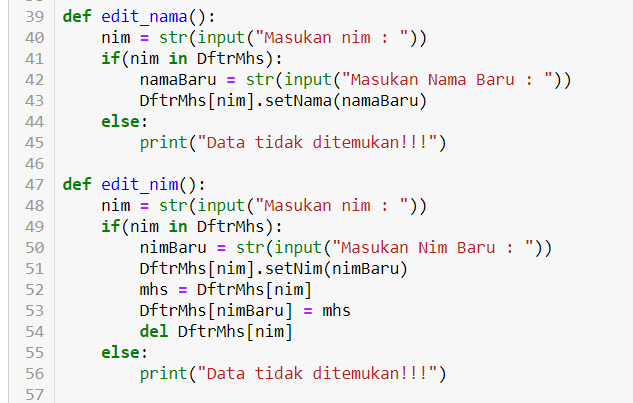 39 def edit_nama():
40     nim = str(input("Masukan nim : "))
41     if(nim in DftrMhs):
42         namaBaru = str(input("Masukan Nama Baru : "))
43         DftrMhs[nim].setNama(namaBaru)
44     else:
45         print("Data tidak ditemukan!!!")
46
47 def edit_nim():
48     nim = str(input("Masukan nim : "))
49     if(nim in DftrMhs):
50         nimBaru = str(input("Masukan Nim Baru : "))
51         DftrMhs[nim].setNim(nimBaru)
52         mhs = DftrMhs[nim]
53         DftrMhs[nimBaru] = mhs
54         del DftrMhs[nim]
55     else:
56         print("Data tidak ditemukan!!!")
57